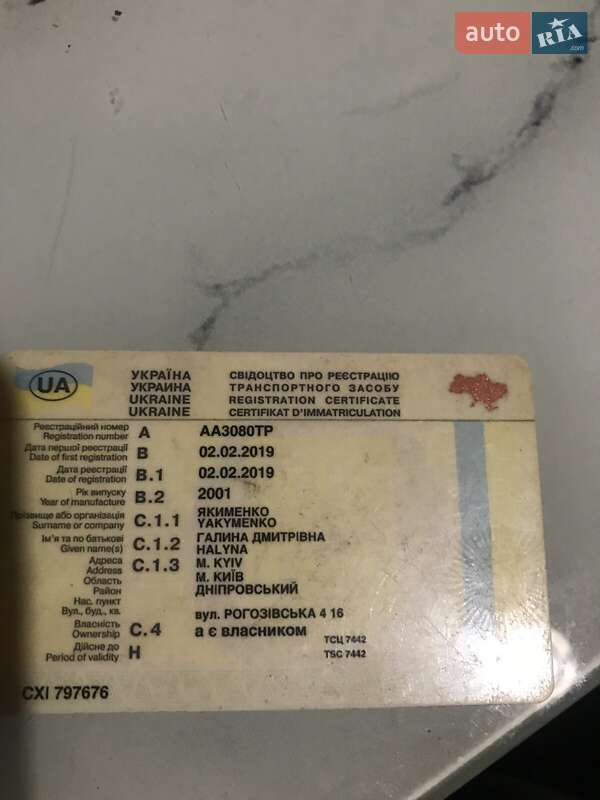 auto RIA.com
UA
УКРАЇНА СВІДОЦТВО ПРО РЕЄСТРАЦІЮ
УКРАИНА ТРАНСПОРТНОГО ЗАСОБУ
UKRAINE REGISTRATION CERTIFICATE
UKRAINE CERTIFIKAT D'IMMATRICULATION
Реєстраційний номер
Registration number A AA3080TP
Дата першої реєстрації
Date of first registration B 02.02.2019
Дата реєстрації
Date of registration B.1 02.02.2019
Рік випуску
Year of manufacture B.2 2001
Прізвище або організація ЯКИМЕНКО
Surname or company C.1.1 YAKYMENKO
Ім'я та по батькові ГАЛИНА ДМИТРІВНА
Given name(s) C.1.2 HALYNA
Адреса М. KYIV
Address C.1.3
Область М. КИЇВ
Район ДНІПРОВСЬКИЙ
Нас. пункт
Вул., буд., кв. вул. РОГОЗІВСЬКА 4 16
Власність
Ownership C.4 а є власником ТСЦ 7442
Дійсне до
Period of validity H TSC 7442
CXI 797676